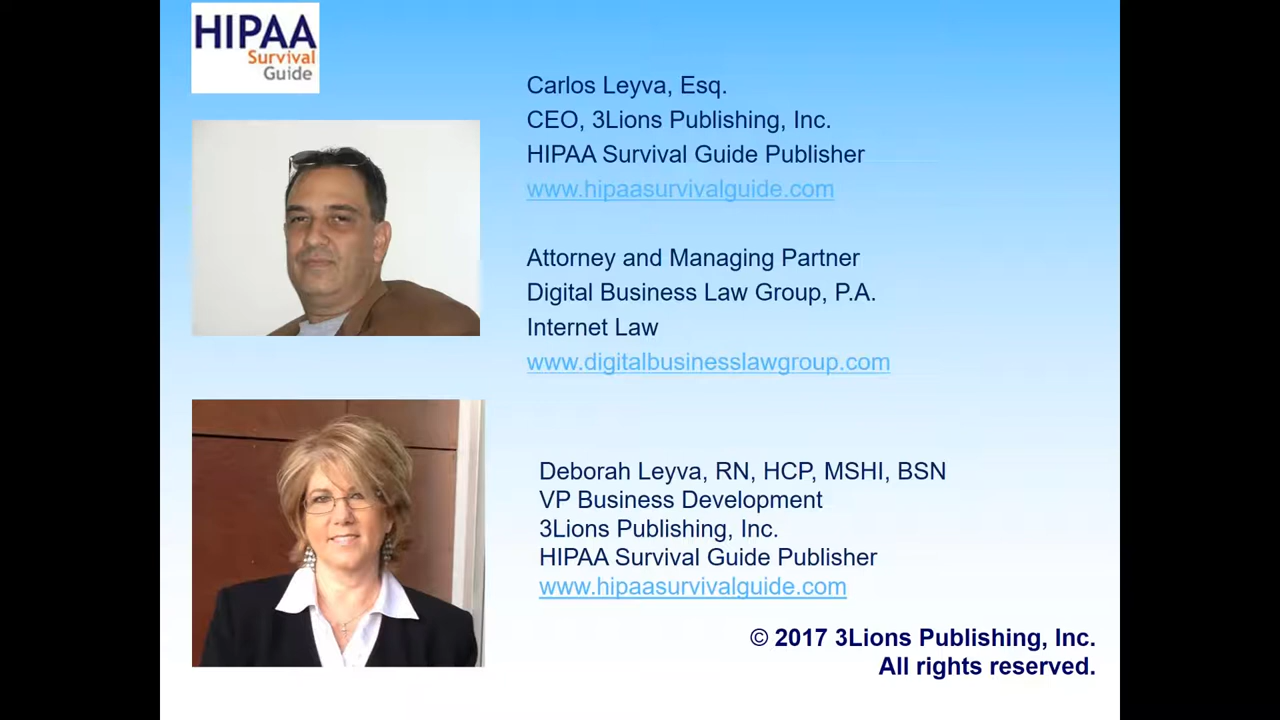 HIPAA
Survival
Guide
Carlos Leyva, Esq.
CEO, 3Lions Publishing, Inc.
HIPAA Survival Guide Publisher
www.hipaasurvivalguide.com
Attorney and Managing Partner
Digital Business Law Group, P.A.
Internet Law
www.digitalbusinesslawgroup.com
Deborah Leyva, RN, HCP, MSHI, BSN
VP Business Development
3Lions Publishing, Inc.
HIPAA Survival Guide Publisher
www.hipaasurvivalguide.com
© 2017 3Lions Publishing, Inc.
All rights reserved.